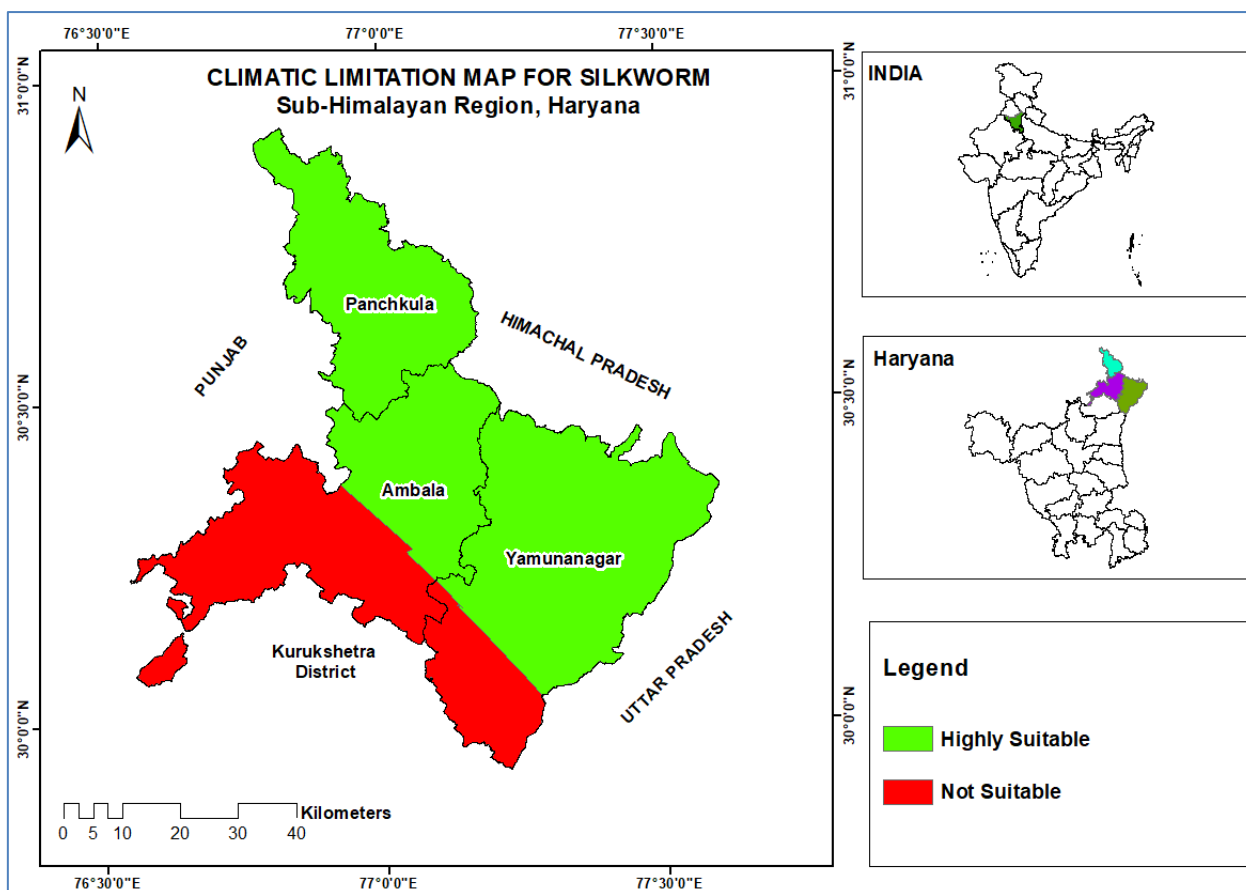 76°30'0"E
77°0'0"E
77°30'0"E
31°0'0"N
30°30'0"N
30°0'0"N
CLIMATIC LIMITATION MAP FOR SILKWORM
Sub-Himalayan Region, Haryana
N
Panchkula
PUNJAB
HIMACHAL PRADESH
Ambala
Yamunanagar
Kurukshetra
District
UTTAR PRADESH
Kilometers
0 5 10 20 30 40
31°0'0"N
30°30'0"N
30°0'0"N
76°30'0"E
77°0'0"E
77°30'0"E
INDIA
Haryana
Legend
Highly Suitable
Not Suitable